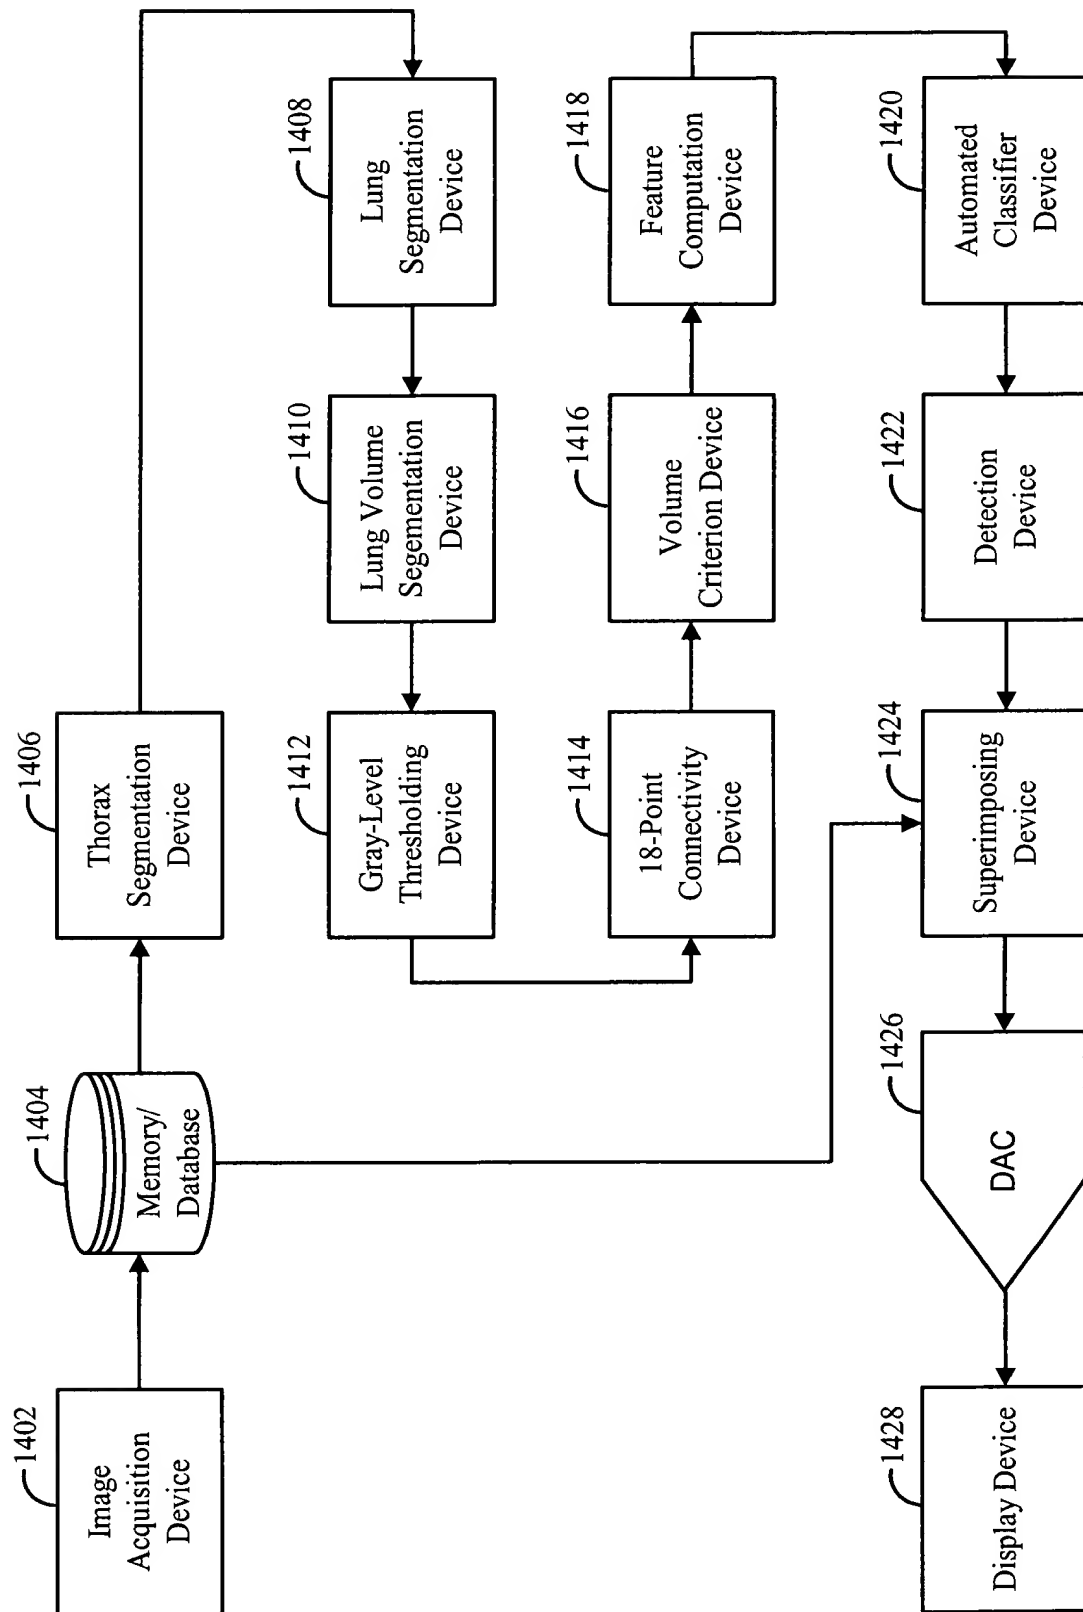 1402
Image
Acquisition
Device
1404
Memory/
Database
1406
Thorax
Segmentation
Device
1408
Lung
Segmentation
Device
1410
Lung Volume
Segementation
Device
1412
Gray-Level
Thresholding
Device
1414
18-Point
Connectivity
Device
1416
Volume
Criterion Device
1418
Feature
Computation
Device
1420
Automated
Classifier
Device
1422
Detection
Device
1424
Superimposing
Device
1426
DAC
1428
Display Device